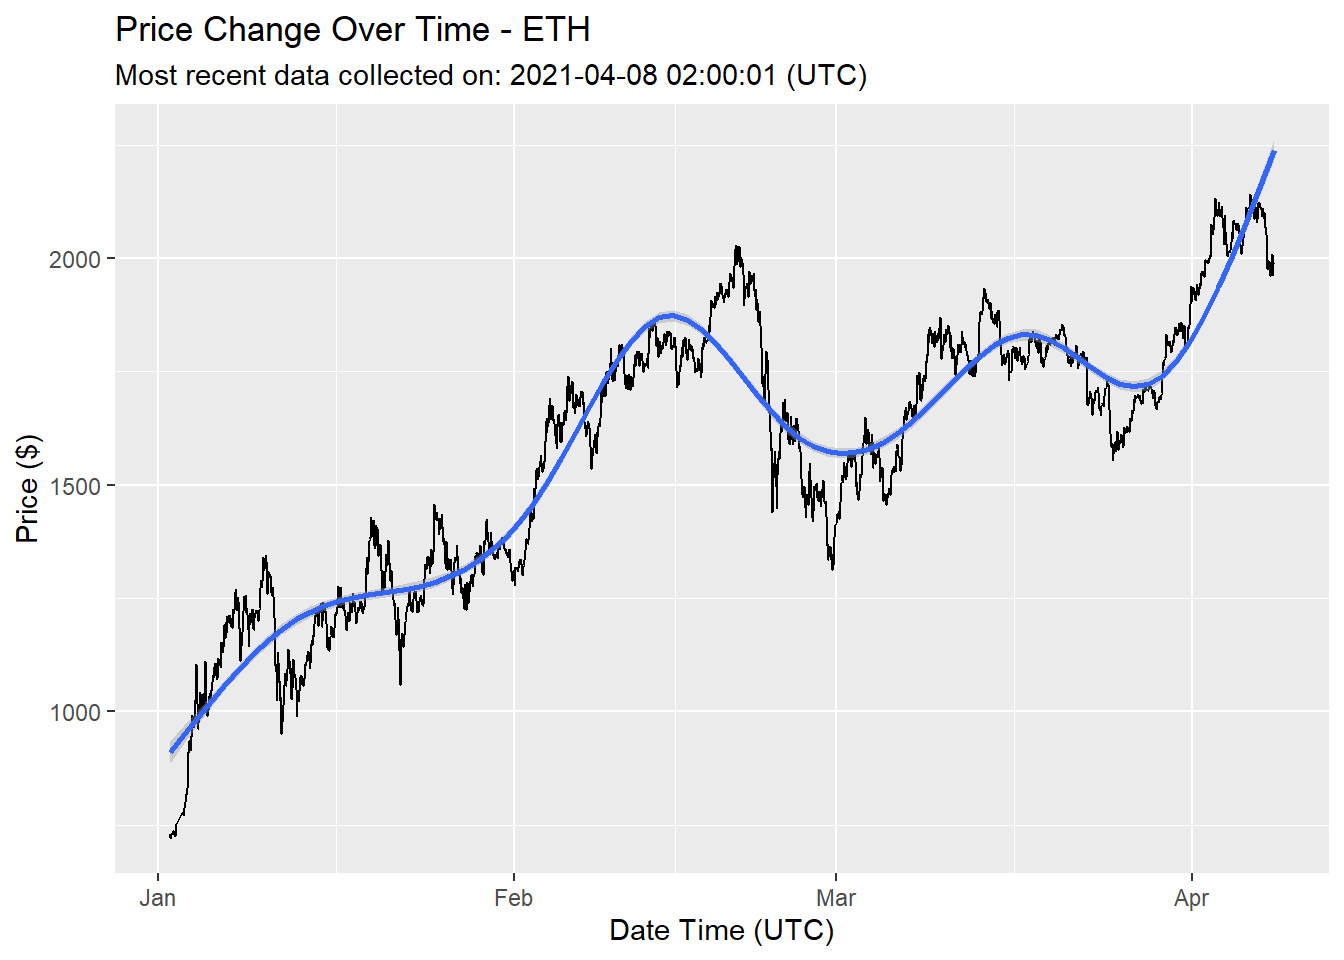 Price Change Over Time - ETH
Most recent data collected on: 2021-04-08 02:00:01 (UTC)
Price ($)
2000
1500
1000
Jan Feb Mar Apr
Date Time (UTC)